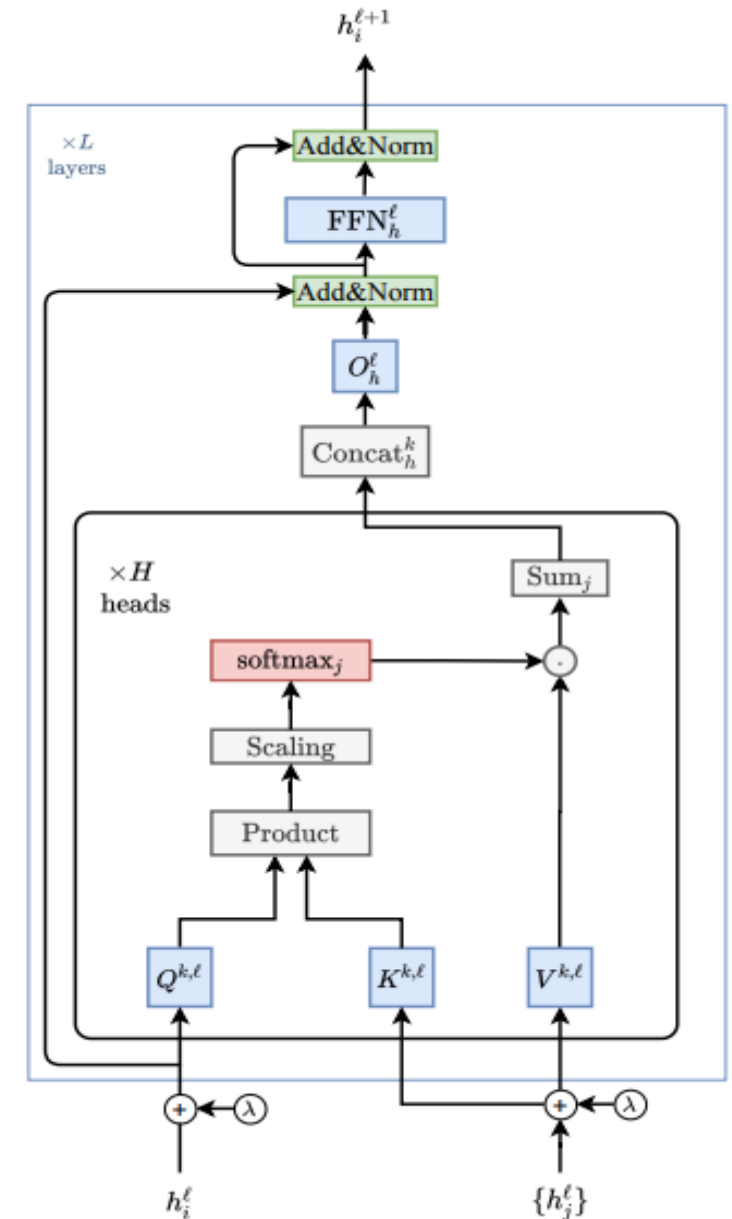 h_i^{ℓ+1}
×L
layers
Add&Norm
FFN_h^ℓ
Add&Norm
O_h^ℓ
Concat_h^k
×H
heads
Sum_j
softmax_j
·
Scaling
Product
Q^{k,ℓ}
K^{k,ℓ}
V^{k,ℓ}
+ λ
+ λ
h_i^ℓ
{h_j^ℓ}